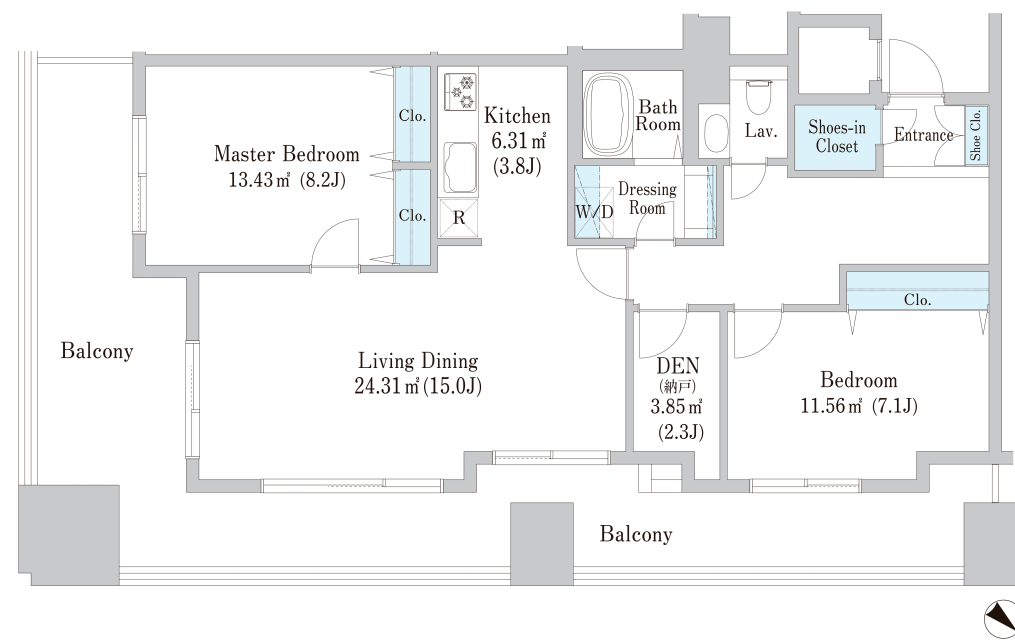 Master Bedroom
13.43㎡ (8.2J)
Clo.
Clo.
Kitchen
6.31㎡
(3.8J)
R
Bath
Room
Lav.
Shoes-in
Closet
Entrance
Shoe Clo.
W/D
Dressing
Room
Balcony
Living Dining
24.31㎡(15.0J)
DEN
(納戸)
3.85㎡
(2.3J)
Clo.
Bedroom
11.56㎡ (7.1J)
Balcony